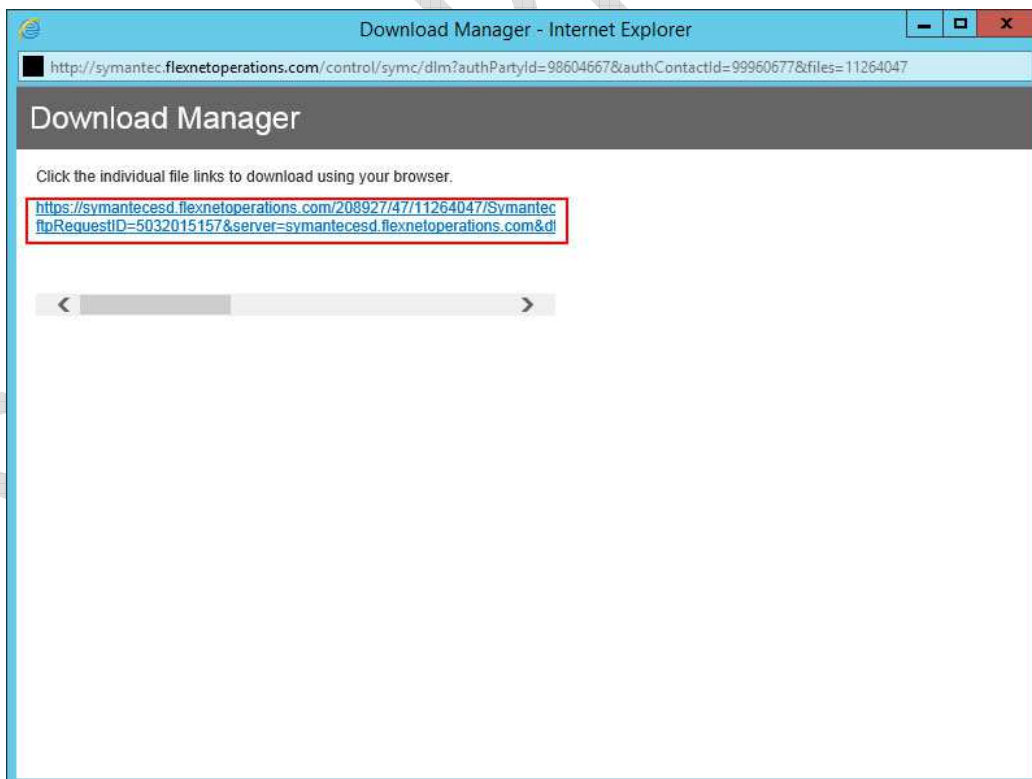 Download Manager - Internet Explorer
http://symantec.flexnetoperations.com/control/symc/dlm?authPartyId=98604667&authContactId=99960677&files=11264047
Download Manager
Click the individual file links to download using your browser.
https://symantecesd.flexnetoperations.com/208927/47/11264047/Symantec
ftpRequestID=5032015157&server=symantecesd.flexnetoperations.com&